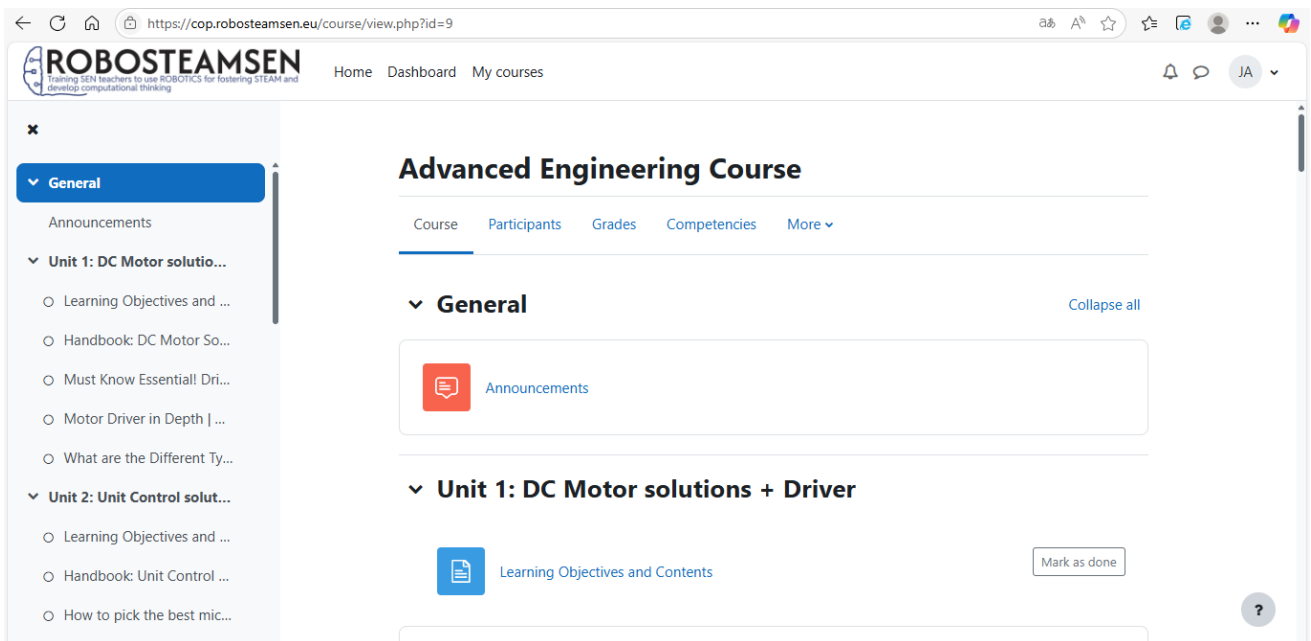 https://cop.robosteamsen.eu/course/view.php?id=9
ROBOSTEAMSEN
Training SEN teachers to use ROBOTICS for fostering STEAM and
develop computational thinking
Home Dashboard My courses
JA
General
Announcements
Unit 1: DC Motor solutio...
Learning Objectives and ...
Handbook: DC Motor So...
Must Know Essential! Dri...
Motor Driver in Depth | ...
What are the Different Ty...
Unit 2: Unit Control solut...
Learning Objectives and ...
Handbook: Unit Control ...
How to pick the best mic...
Advanced Engineering Course
Course Participants Grades Competencies More
General
Collapse all
Announcements
Unit 1: DC Motor solutions + Driver
Learning Objectives and Contents
Mark as done
?